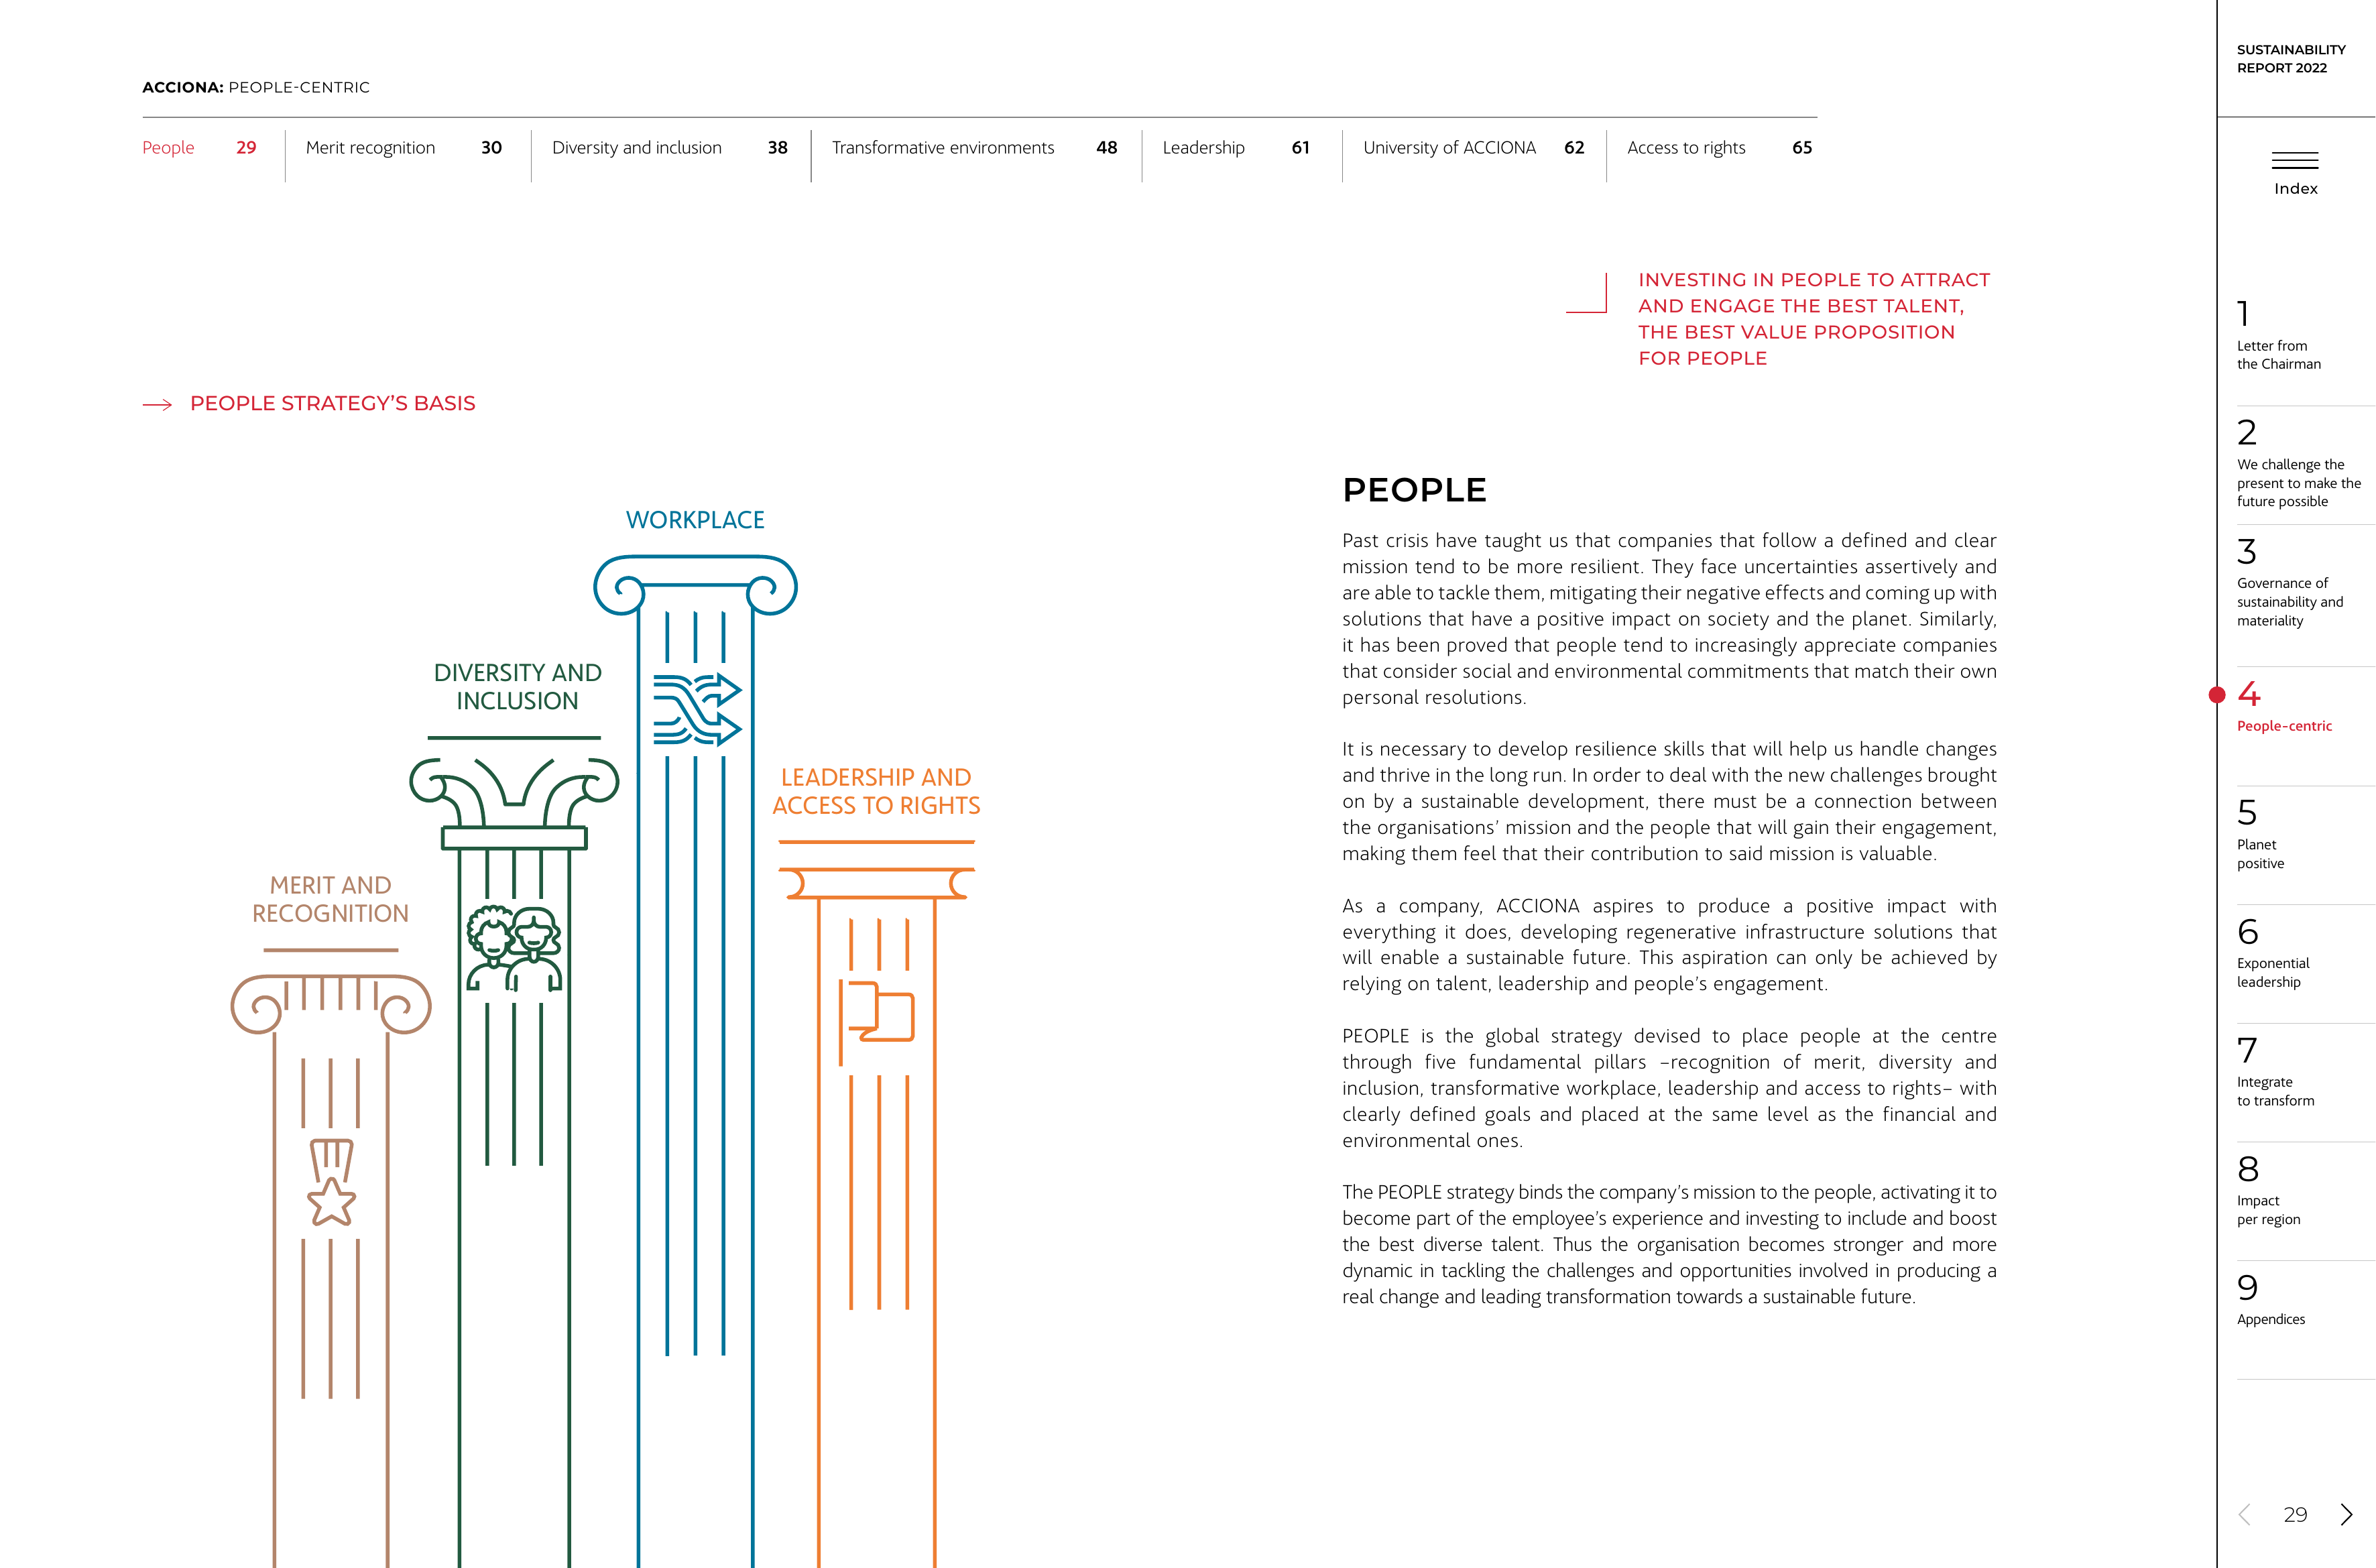 ACCIONA: PEOPLE-CENTRIC
People 29
Merit recognition 30
Diversity and inclusion 38
Transformative environments 48
Leadership 61
University of ACCIONA 62
Access to rights 65
INVESTING IN PEOPLE TO ATTRACT
AND ENGAGE THE BEST TALENT,
THE BEST VALUE PROPOSITION
FOR PEOPLE
PEOPLE STRATEGY’S BASIS
WORKPLACE
DIVERSITY AND
INCLUSION
LEADERSHIP AND
ACCESS TO RIGHTS
MERIT AND
RECOGNITION
PEOPLE
Past crisis have taught us that companies that follow a defined and clear
mission tend to be more resilient. They face uncertainties assertively and
are able to tackle them, mitigating their negative effects and coming up with
solutions that have a positive impact on society and the planet. Similarly,
it has been proved that people tend to increasingly appreciate companies
that consider social and environmental commitments that match their own
personal resolutions.
It is necessary to develop resilience skills that will help us handle changes
and thrive in the long run. In order to deal with the new challenges brought
on by a sustainable development, there must be a connection between
the organisations’ mission and the people that will gain their engagement,
making them feel that their contribution to said mission is valuable.
As a company, ACCIONA aspires to produce a positive impact with
everything it does, developing regenerative infrastructure solutions that
will enable a sustainable future. This aspiration can only be achieved by
relying on talent, leadership and people’s engagement.
PEOPLE is the global strategy devised to place people at the centre
through five fundamental pillars –recognition of merit, diversity and
inclusion, transformative workplace, leadership and access to rights– with
clearly defined goals and placed at the same level as the financial and
environmental ones.
The PEOPLE strategy binds the company’s mission to the people, activating it to
become part of the employee’s experience and investing to include and boost
the best diverse talent. Thus the organisation becomes stronger and more
dynamic in tackling the challenges and opportunities involved in producing a
real change and leading transformation towards a sustainable future.
SUSTAINABILITY
REPORT 2022
Index
1
Letter from
the Chairman
2
We challenge the
present to make the
future possible
3
Governance of
sustainability and
materiality
4
People-centric
5
Planet
positive
6
Exponential
leadership
7
Integrate
to transform
8
Impact
per region
9
Appendices
29